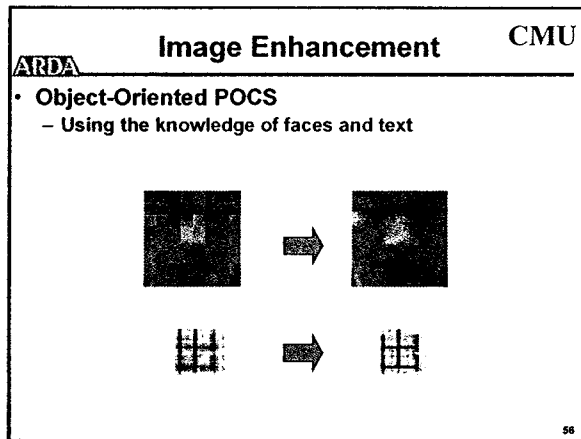 Image Enhancement
CMU
ARDA
• Object-Oriented POCS
– Using the knowledge of faces and text
56